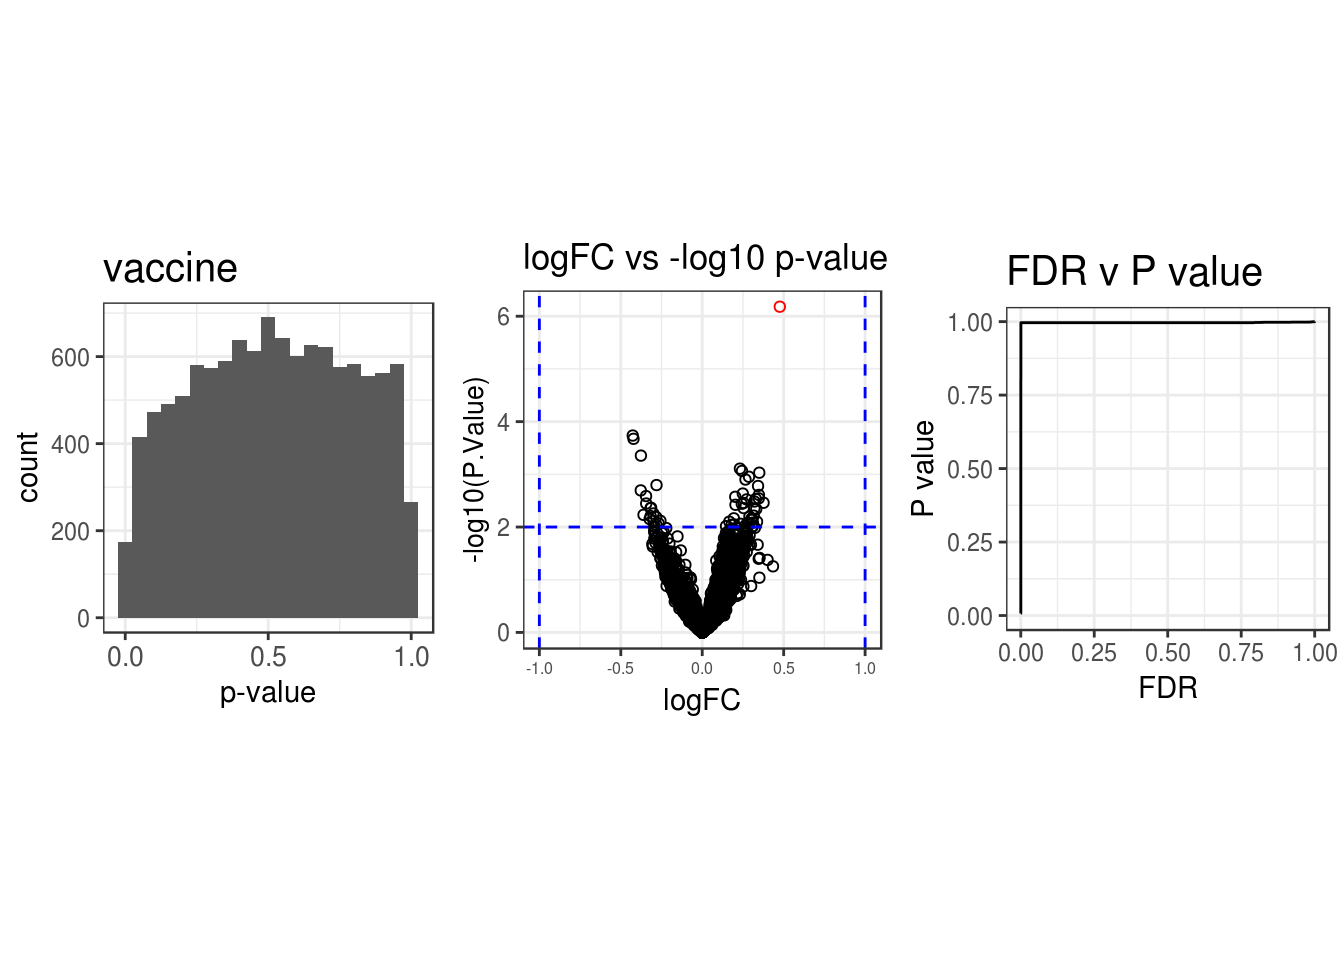 vaccine
count
600
400
200
0
0.0 0.5 1.0
p-value
logFC vs -log10 p-value
-log10(P.Value)
6
4
2
0
-1.0 -0.5 0.0 0.5 1.0
logFC
FDR v P value
P value
1.00
0.75
0.50
0.25
0.00
0.00 0.25 0.50 0.75 1.00
FDR